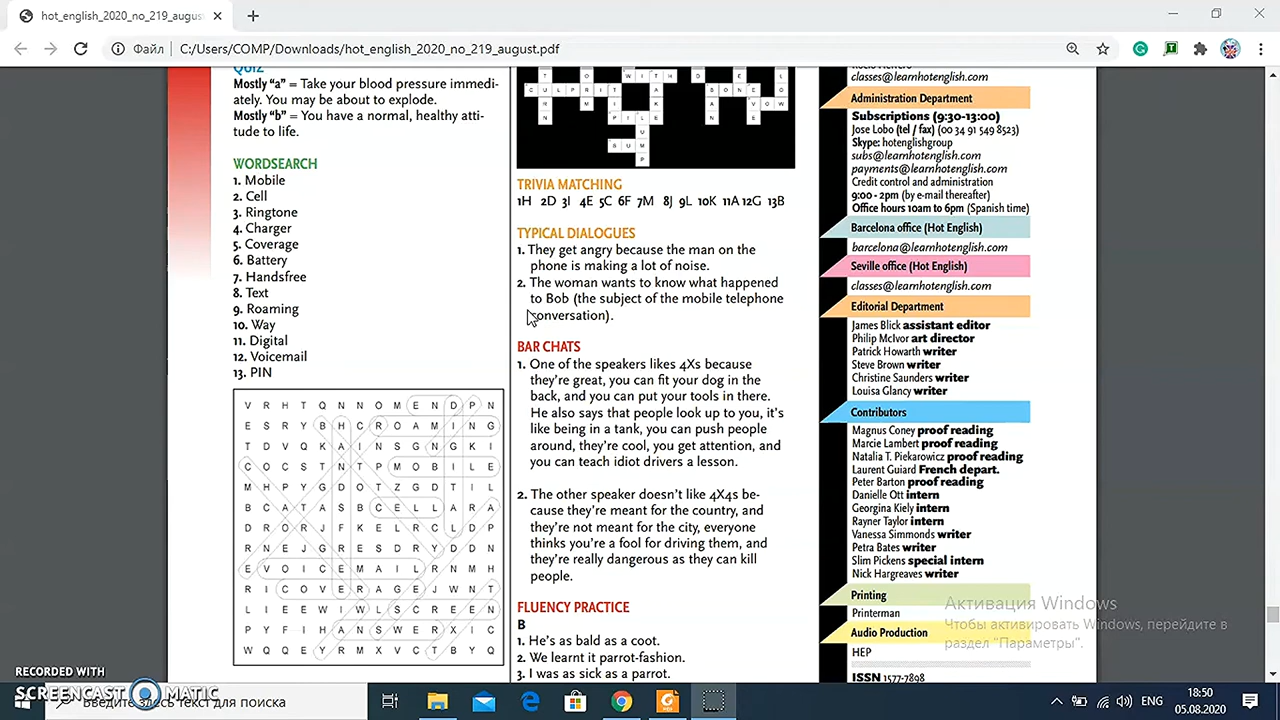 hot_english_2020_no_219_augus
Файл
C:/Users/COMP/Downloads/hot_english_2020_no_219_august.pdf
QUIZ
Mostly “a” = Take your blood pressure immedi-
ately. You may be about to explode.
Mostly “b” = You have a normal, healthy atti-
tude to life.
WORDSEARCH
1. Mobile
2. Cell
3. Ringtone
4. Charger
5. Coverage
6. Battery
7. Handsfree
8. Text
9. Roaming
10. Way
11. Digital
12. Voicemail
13. PIN
V R H T Q N N O M E N D P N
E S R Y B H C R O A M I N G
T D J Q K A I N S G N G K I
C O C S T N T P M O B I L E
M H P Y G D O T Z G D T I L
B C A T A S B C E L L A R A
D R O R J F K E L R C L D P
R N E J G R E S D R Y D D N
E V O I C E M A I L R N M H
R I C O V E R A G E J W N T
L I E E W I W L S C R E E N
P Y F I H A N S W E R X I C
W Q Q E Y R M X V C T B Y Q
C U L P R I T
W I T H
B O N E
V O W
P I L E
S U M
TRIVIA MATCHING
1H 2D 3I 4E 5C 6F 7M 8J 9L 10K 11A 12G 13B
TYPICAL DIALOGUES
1. They get angry because the man on the
phone is making a lot of noise.
2. The woman wants to know what happened
to Bob (the subject of the mobile telephone
conversation).
BAR CHATS
1. One of the speakers likes 4Xs because
they’re great, you can fit your dog in the
back, and you can put your tools in there.
He also says that people look up to you, it’s
like being in a tank, you can push people
around, they’re cool, you get attention, and
you can teach idiot drivers a lesson.
2. The other speaker doesn’t like 4X4s be-
cause they’re meant for the country, and
they’re not meant for the city, everyone
thinks you’re a fool for driving them, and
they’re really dangerous as they can kill
people.
FLUENCY PRACTICE
B
1. He’s as bald as a coot.
2. We learnt it parrot-fashion.
3. I was as sick as a parrot.
classes@learnhotenglish.com
Administration Department
Subscriptions (9:30-13:00)
Jose Lobo (tel / fax) (00 34 91 549 8523)
Skype: hotenglishgroup
subs@learnhotenglish.com
payments@learnhotenglish.com
Credit control and administration
9:00 - 2pm (by e-mail thereafter)
Office hours 10am to 6pm (Spanish time)
Barcelona office (Hot English)
barcelona@learnhotenglish.com
Seville office (Hot English)
classes@learnhotenglish.com
Editorial Department
James Blick assistant editor
Philip McIvor art director
Patrick Howarth writer
Steve Brown writer
Christine Saunders writer
Louisa Glancy writer
Contributors
Magnus Coney proof reading
Marcie Lambert proof reading
Natalia T. Piekarowicz proof reading
Laurent Guiard French depart.
Peter Barton proof reading
Danielle Ott intern
Georgina Kiely intern
Rayner Taylor intern
Vanessa Simmonds writer
Petra Bates writer
Slim Pickens special intern
Nick Hargreaves writer
Printing
Printerman
Audio Production
HEP
ISSN 1577-7898
Активация Windows
Чтобы активировать Windows, перейдите в
раздел "Параметры".
RECORDED WITH
SCREENCAST MATIC
Введите здесь текст для поиска
ENG
18:50
05.08.2020